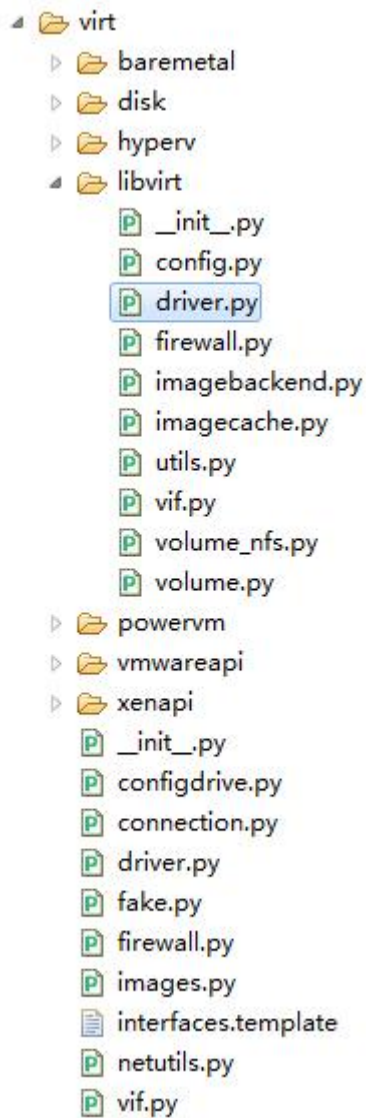 virt
baremetal
disk
hyperv
libvirt
__init__.py
config.py
driver.py
firewall.py
imagebackend.py
imagecache.py
utils.py
vif.py
volume_nfs.py
volume.py
powervm
vmwareapi
xenapi
__init__.py
configdrive.py
connection.py
driver.py
fake.py
firewall.py
images.py
interfaces.template
netutils.py
vif.py